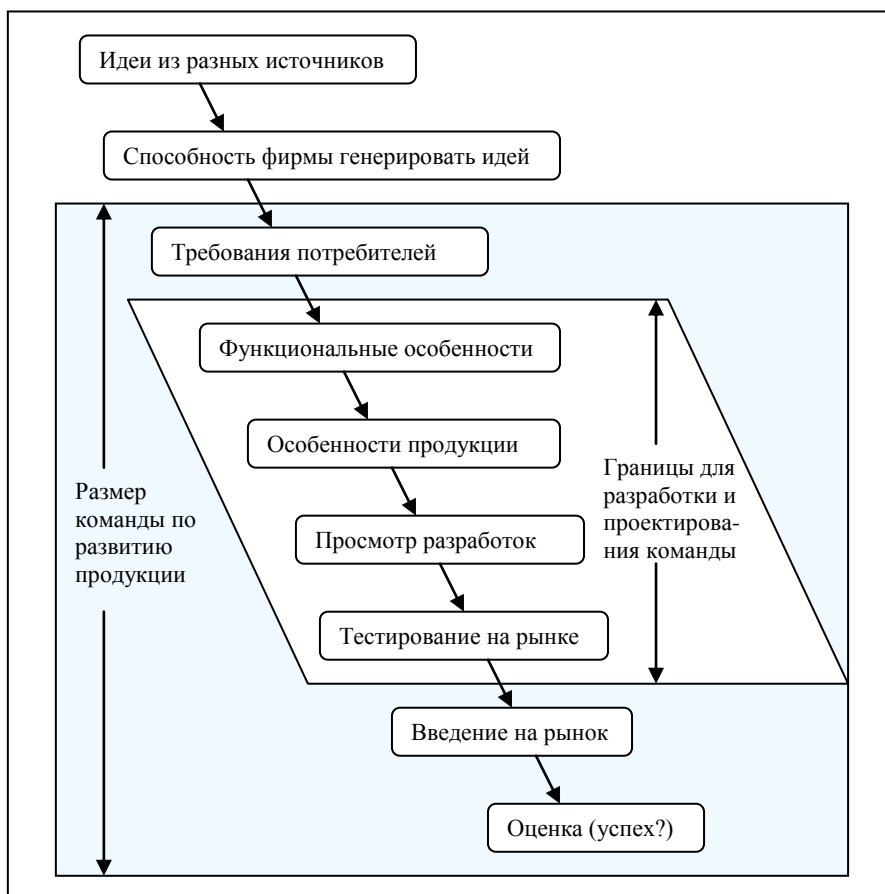 Идеи из разных источников
Способность фирмы генерировать идей
Требования потребителей
Функциональные особенности
Особенности продукции
Просмотр разработок
Тестирование на рынке
Введение на рынок
Оценка (успех?)
Размер
команды по
развитию
продукции
Границы для
разработки и
проектирова-
ния команды